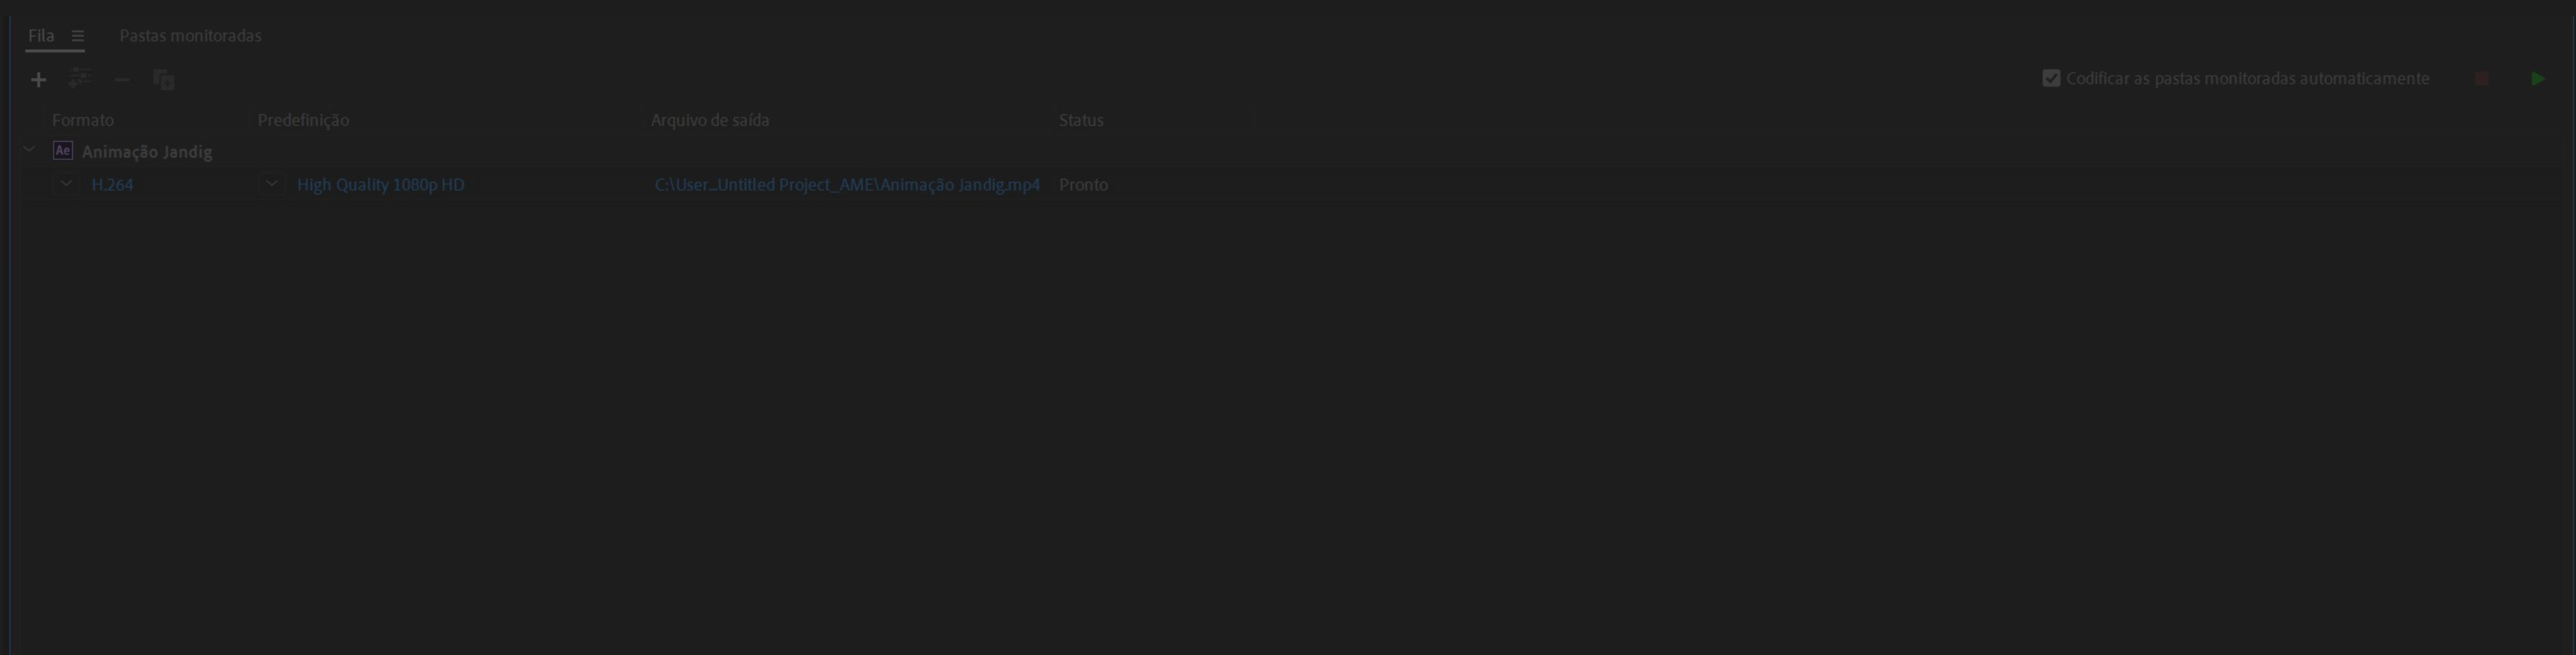 Fila Pastas monitoradas
Codificar as pastas monitoradas automaticamente
Formato Predefinição Arquivo de saída Status
Ae Animação Jandig
H.264 High Quality 1080p HD C:\User...Untitled Project_AME\Animação Jandig.mp4 Pronto